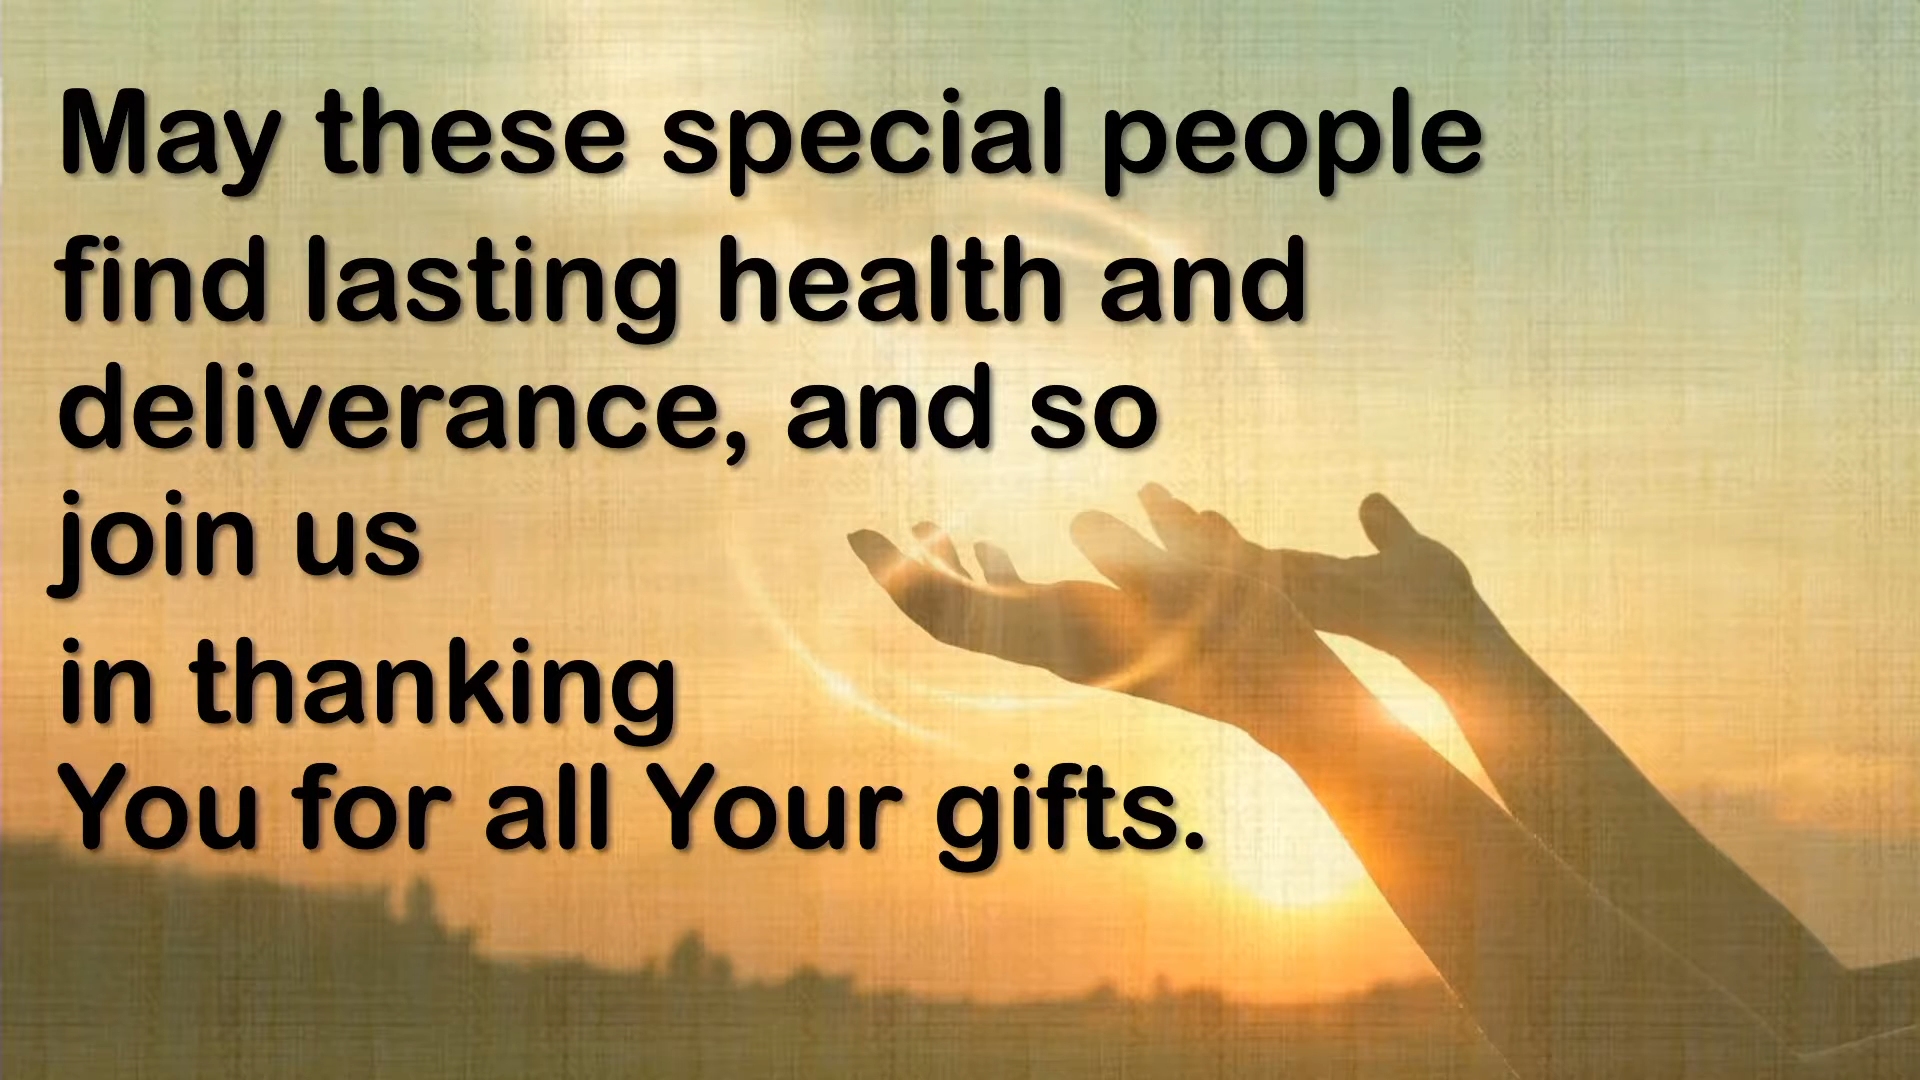 May these special people
find lasting health and
deliverance, and so
join us
in thanking
You for all Your gifts.